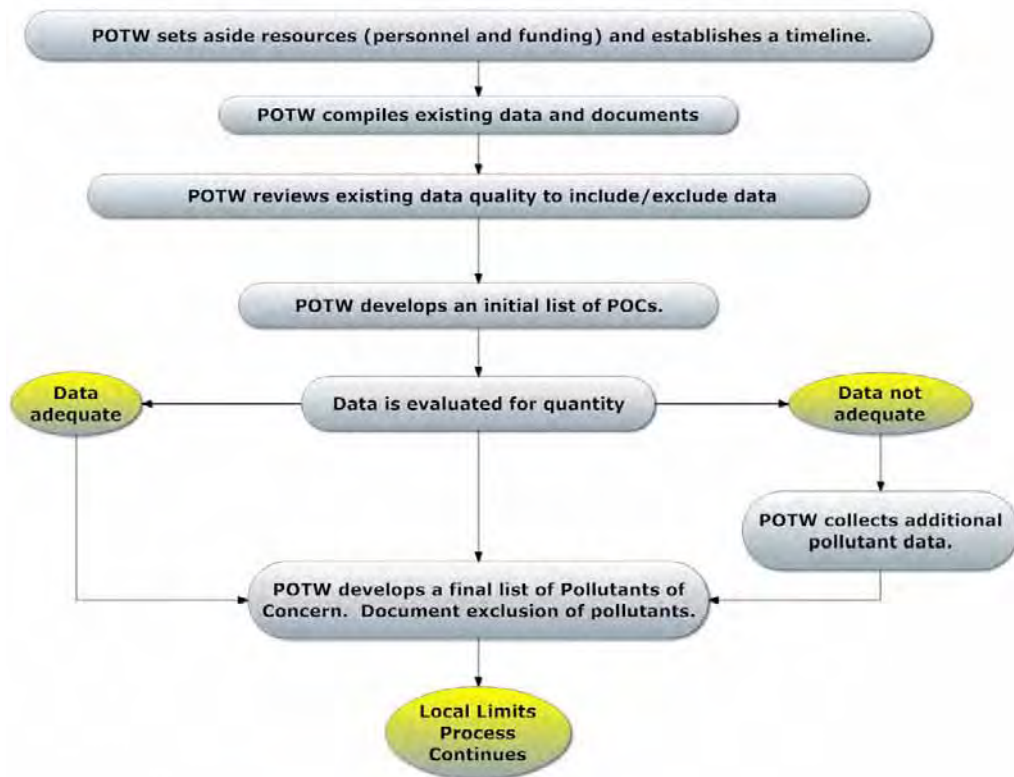 POTW sets aside resources (personnel and funding) and establishes a timeline.
POTW compiles existing data and documents
POTW reviews existing data quality to include/exclude data
POTW develops an initial list of POCs.
Data
adequate
Data is evaluated for quantity
Data not
adequate
POTW collects additional
pollutant data.
POTW develops a final list of Pollutants of
Concern. Document exclusion of pollutants.
Local Limits
Process
Continues